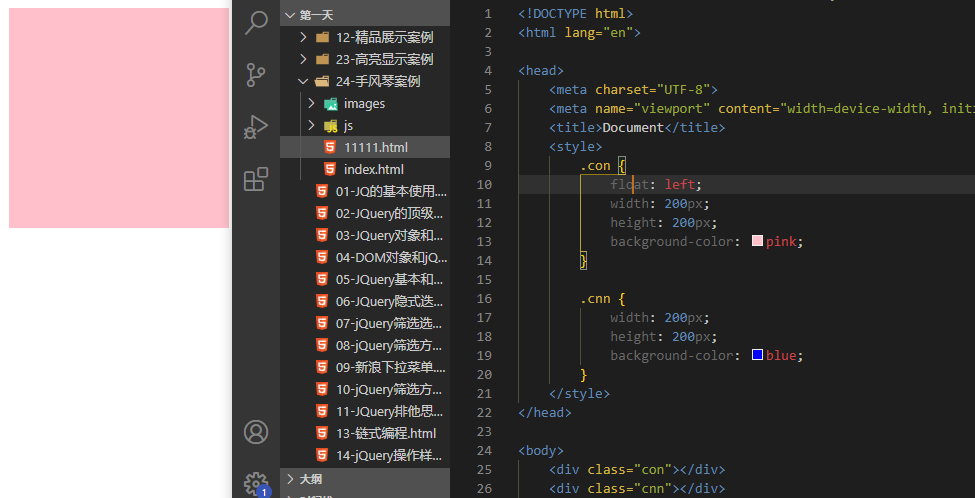 第一天
12-精品展示案例
23-高亮显示案例
24-手风琴案例
images
js
11111.html
index.html
01-JQ的基本使用....
02-JQuery的顶级...
03-JQuery对象和...
04-DOM对象和jQ...
05-JQuery基本和...
06-JQuery隐式迭...
07-jQuery筛选选...
08-jQuery筛选方...
09-新浪下拉菜单....
10-jQuery筛选方...
11-JQuery排他思...
13-链式编程.html
14-jQuery操作样...
大纲
1
1 <!DOCTYPE html>
2 <html lang="en">
3
4 <head>
5 <meta charset="UTF-8">
6 <meta name="viewport" content="width=device-width, initi
7 <title>Document</title>
8 <style>
9 .con {
10 float: left;
11 width: 200px;
12 height: 200px;
13 background-color: pink;
14 }
15
16 .cnn {
17 width: 200px;
18 height: 200px;
19 background-color: blue;
20 }
21 </style>
22 </head>
23
24 <body>
25 <div class="con"></div>
26 <div class="cnn"></div>